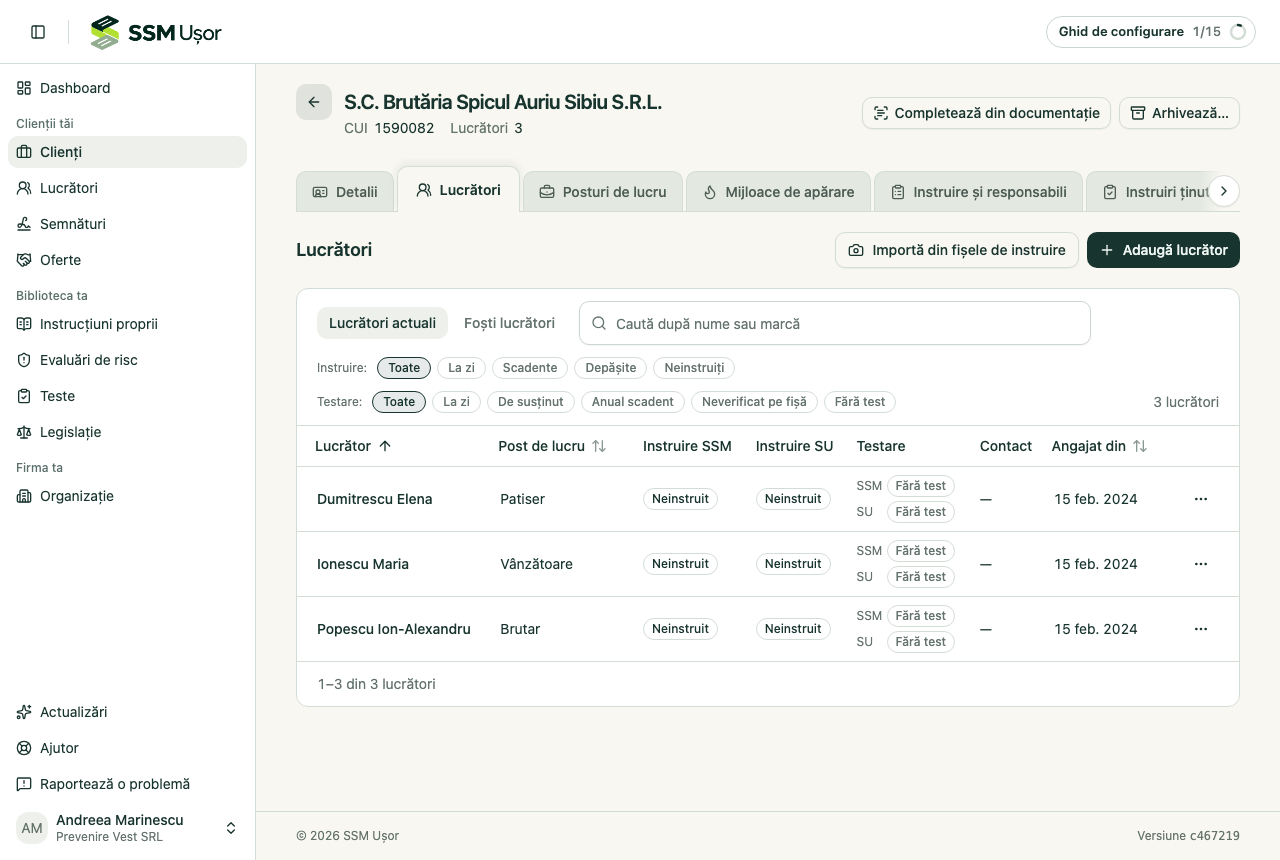 SSM Ușor
Ghid de configurare 1/15
Dashboard
Clienții tăi
Clienți
Lucrători
Semnături
Oferte
Biblioteca ta
Instrucțiuni proprii
Evaluări de risc
Teste
Legislație
Firma ta
Organizație
Actualizări
Ajutor
Raportează o problemă
AM
Andreea Marinescu
Prevenire Vest SRL
S.C. Brutăria Spicul Auriu Sibiu S.R.L.
CUI 1590082 Lucrători 3
Completează din documentație
Arhivează...
Detalii
Lucrători
Posturi de lucru
Mijloace de apărare
Instruire și responsabili
Instruiri ținut
Lucrători
Importă din fișele de instruire
Adaugă lucrător
Lucrători actuali
Foști lucrători
Caută după nume sau marcă
Instruire: Toate La zi Scadente Depășite Neinstruiți
Testare: Toate La zi De susținut Anual scadent Neverificat pe fișă Fără test
3 lucrători
Lucrător Post de lucru Instruire SSM Instruire SU Testare Contact Angajat din
Dumitrescu Elena Patiser Neinstruit Neinstruit SSM Fără test SU Fără test — 15 feb. 2024
Ionescu Maria Vânzătoare Neinstruit Neinstruit SSM Fără test SU Fără test — 15 feb. 2024
Popescu Ion-Alexandru Brutar Neinstruit Neinstruit SSM Fără test SU Fără test — 15 feb. 2024
1–3 din 3 lucrători
© 2026 SSM Ușor
Versiune c467219